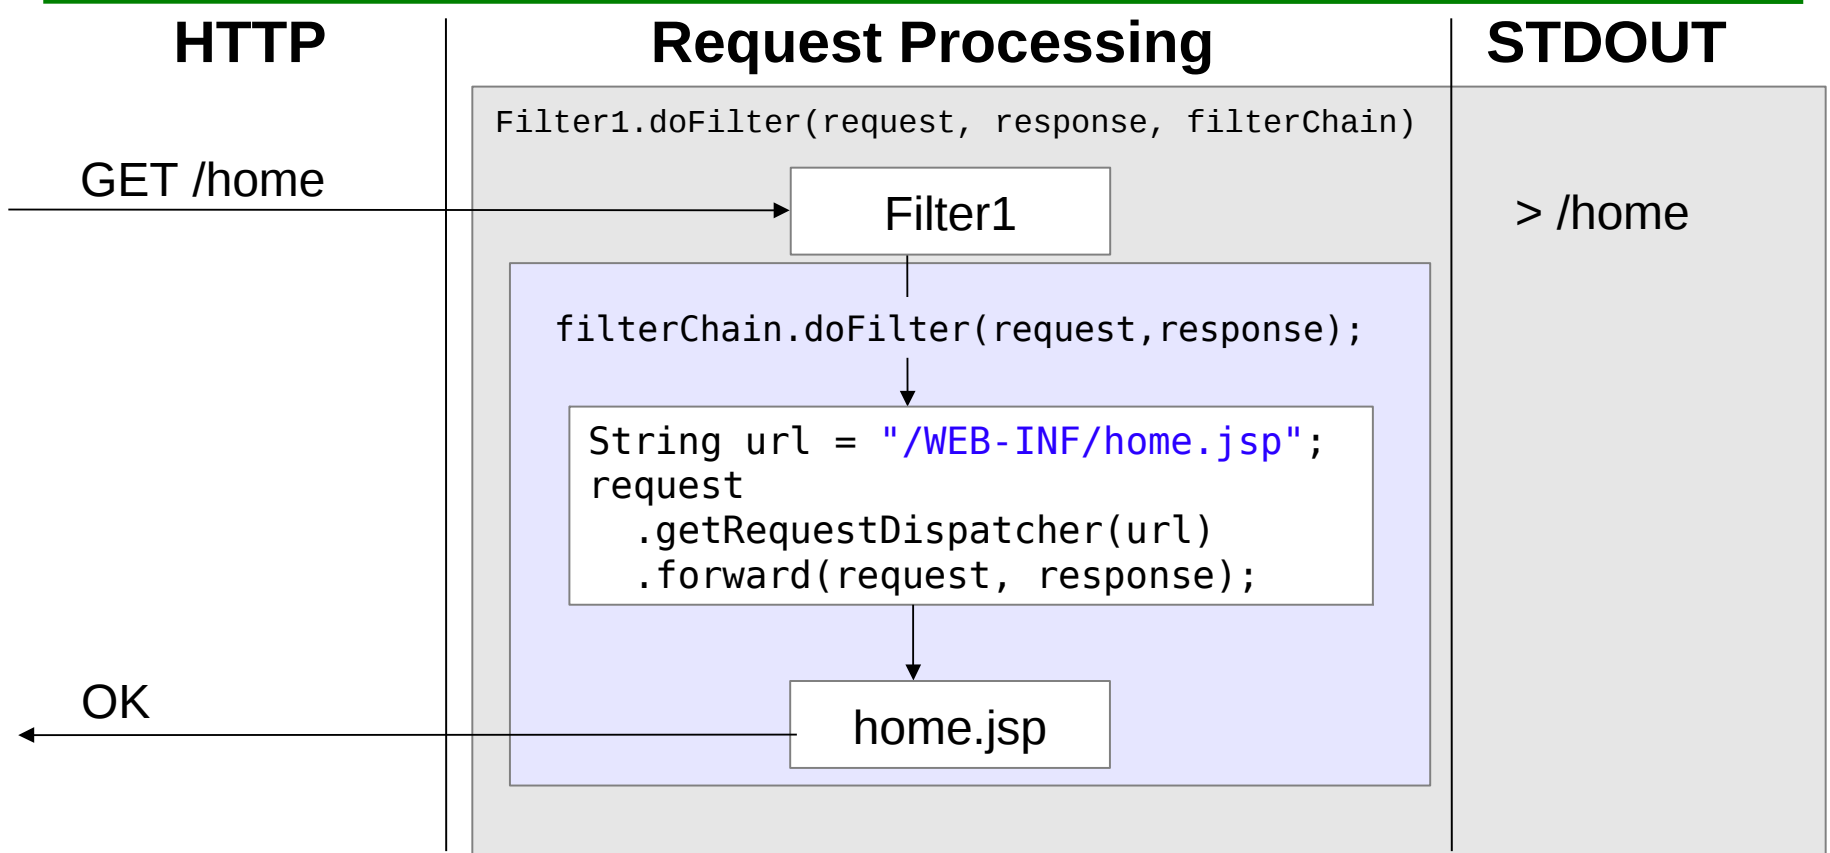 HTTP
Request Processing
STDOUT
Filter1.doFilter(request, response, filterChain)
GET /home
Filter1
> /home
filterChain.doFilter(request,response);
String url = "/WEB-INF/home.jsp";
request
  .getRequestDispatcher(url)
  .forward(request, response);
OK
home.jsp